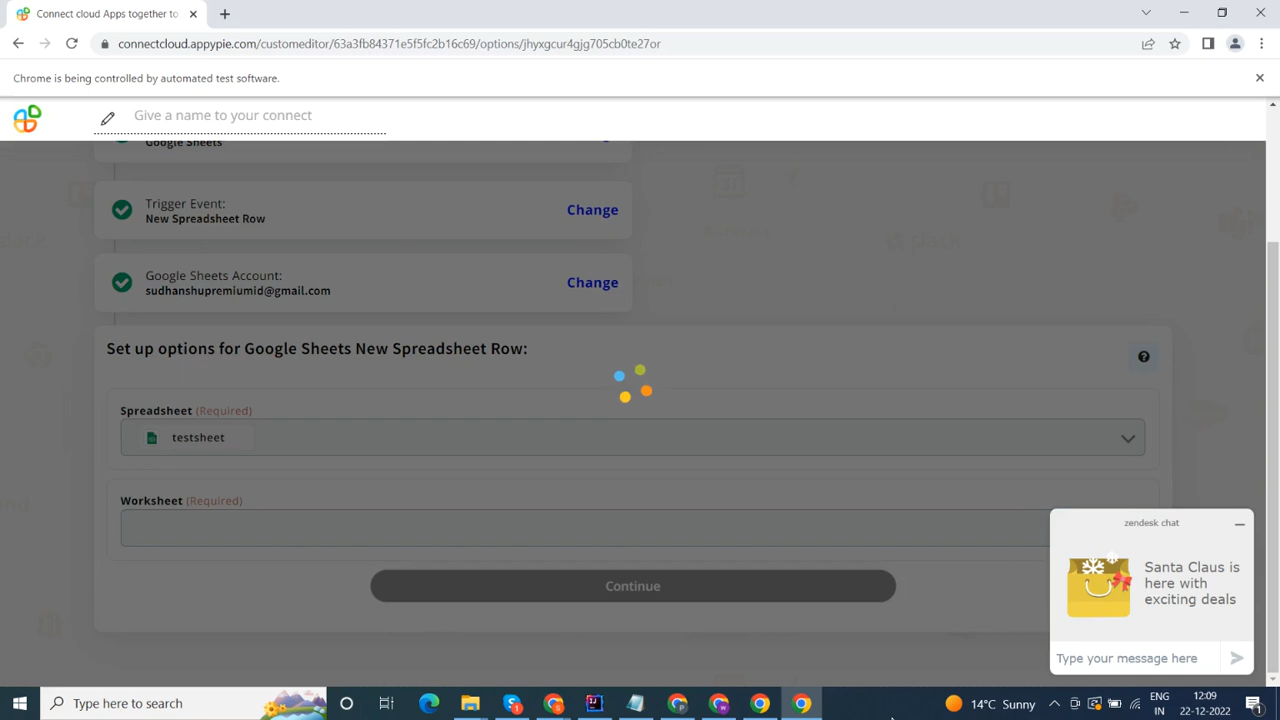 Connect cloud Apps together to
connectcloud.appypie.com/customeditor/63a3fb84371e5f5fc2b16c69/options/jhyxgcur4gjg705cb0te27or
Chrome is being controlled by automated test software.
Give a name to your connect
Google Sheets
Trigger Event:
New Spreadsheet Row
Change
Google Sheets Account:
sudhanshupremiumid@gmail.com
Change
Set up options for Google Sheets New Spreadsheet Row:
Spreadsheet (Required)
testsheet
Worksheet (Required)
Continue
zendesk chat
Santa Claus is
here with
exciting deals
Type your message here
Type here to search
14°C Sunny
ENG
IN
12:09
22-12-2022